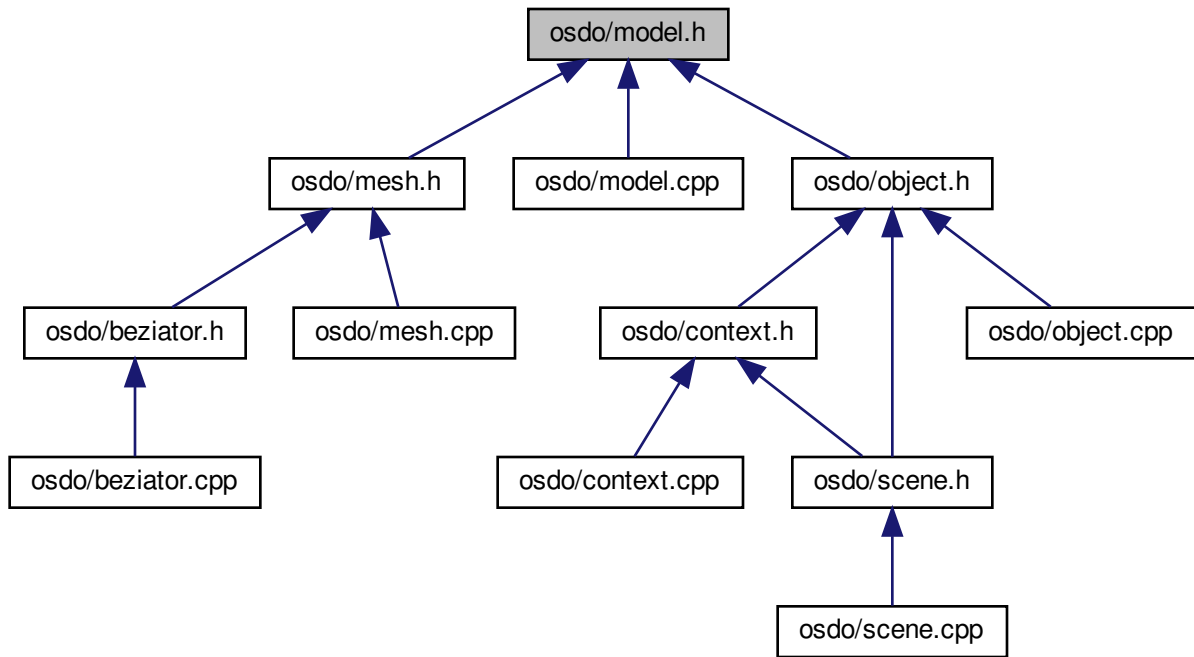 osdo/model.h
osdo/mesh.h
osdo/model.cpp
osdo/object.h
osdo/beziator.h
osdo/mesh.cpp
osdo/context.h
osdo/object.cpp
osdo/beziator.cpp
osdo/context.cpp
osdo/scene.h
osdo/scene.cpp